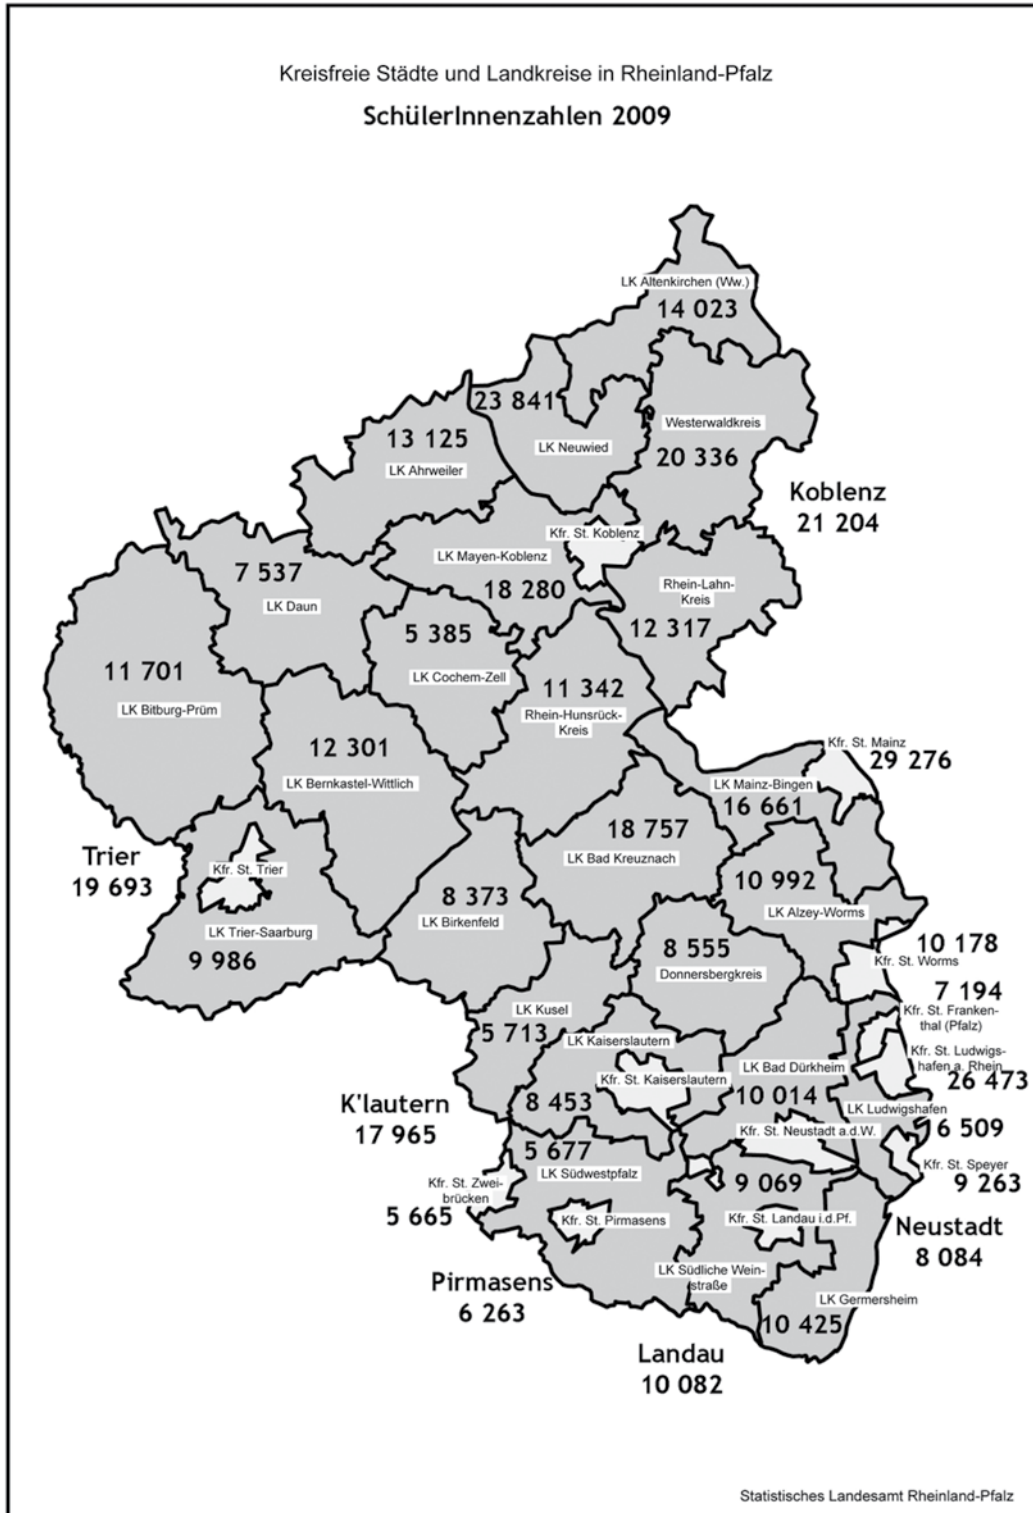 Kreisfreie Städte und Landkreise in Rheinland-Pfalz
SchülerInnenzahlen 2009
LK Altenkirchen (Ww.)
14 023
23 841
LK Neuwied
Westerwaldkreis
20 336
13 125
LK Ahrweiler
Koblenz
21 204
Kfr. St. Koblenz
LK Mayen-Koblenz
18 280
7 537
LK Daun
Rhein-Lahn-
Kreis
12 317
5 385
LK Cochem-Zell
11 701
LK Bitburg-Prüm
11 342
Rhein-Hunsrück-
Kreis
12 301
LK Bernkastel-Wittlich
Kfr. St. Mainz
29 276
LK Mainz-Bingen
16 661
18 757
LK Bad Kreuznach
Trier
19 693
Kfr. St. Trier
10 992
LK Alzey-Worms
8 373
LK Birkenfeld
LK Trier-Saarburg
9 986
8 555
Donnersbergkreis
10 178
Kfr. St. Worms
7 194
Kfr. St. Franken-
thal (Pfalz)
LK Kusel
5 713
LK Kaiserslautern
Kfr. St. Ludwigs-
hafen a. Rhein
26 473
LK Bad Dürkheim
10 014
Kfr. St. Kaiserslautern
8 453
K'lautern
17 965
LK Ludwigshafen
6 509
Kfr. St. Neustadt a.d.W.
5 677
LK Südwestpfalz
Kfr. St. Speyer
9 263
Kfr. St. Zwei-
brücken
5 665
9 069
Kfr. St. Pirmasens
Kfr. St. Landau i.d.Pf.
Neustadt
8 084
LK Südliche Wein-
straße
Pirmasens
6 263
LK Germersheim
10 425
Landau
10 082
Statistisches Landesamt Rheinland-Pfalz